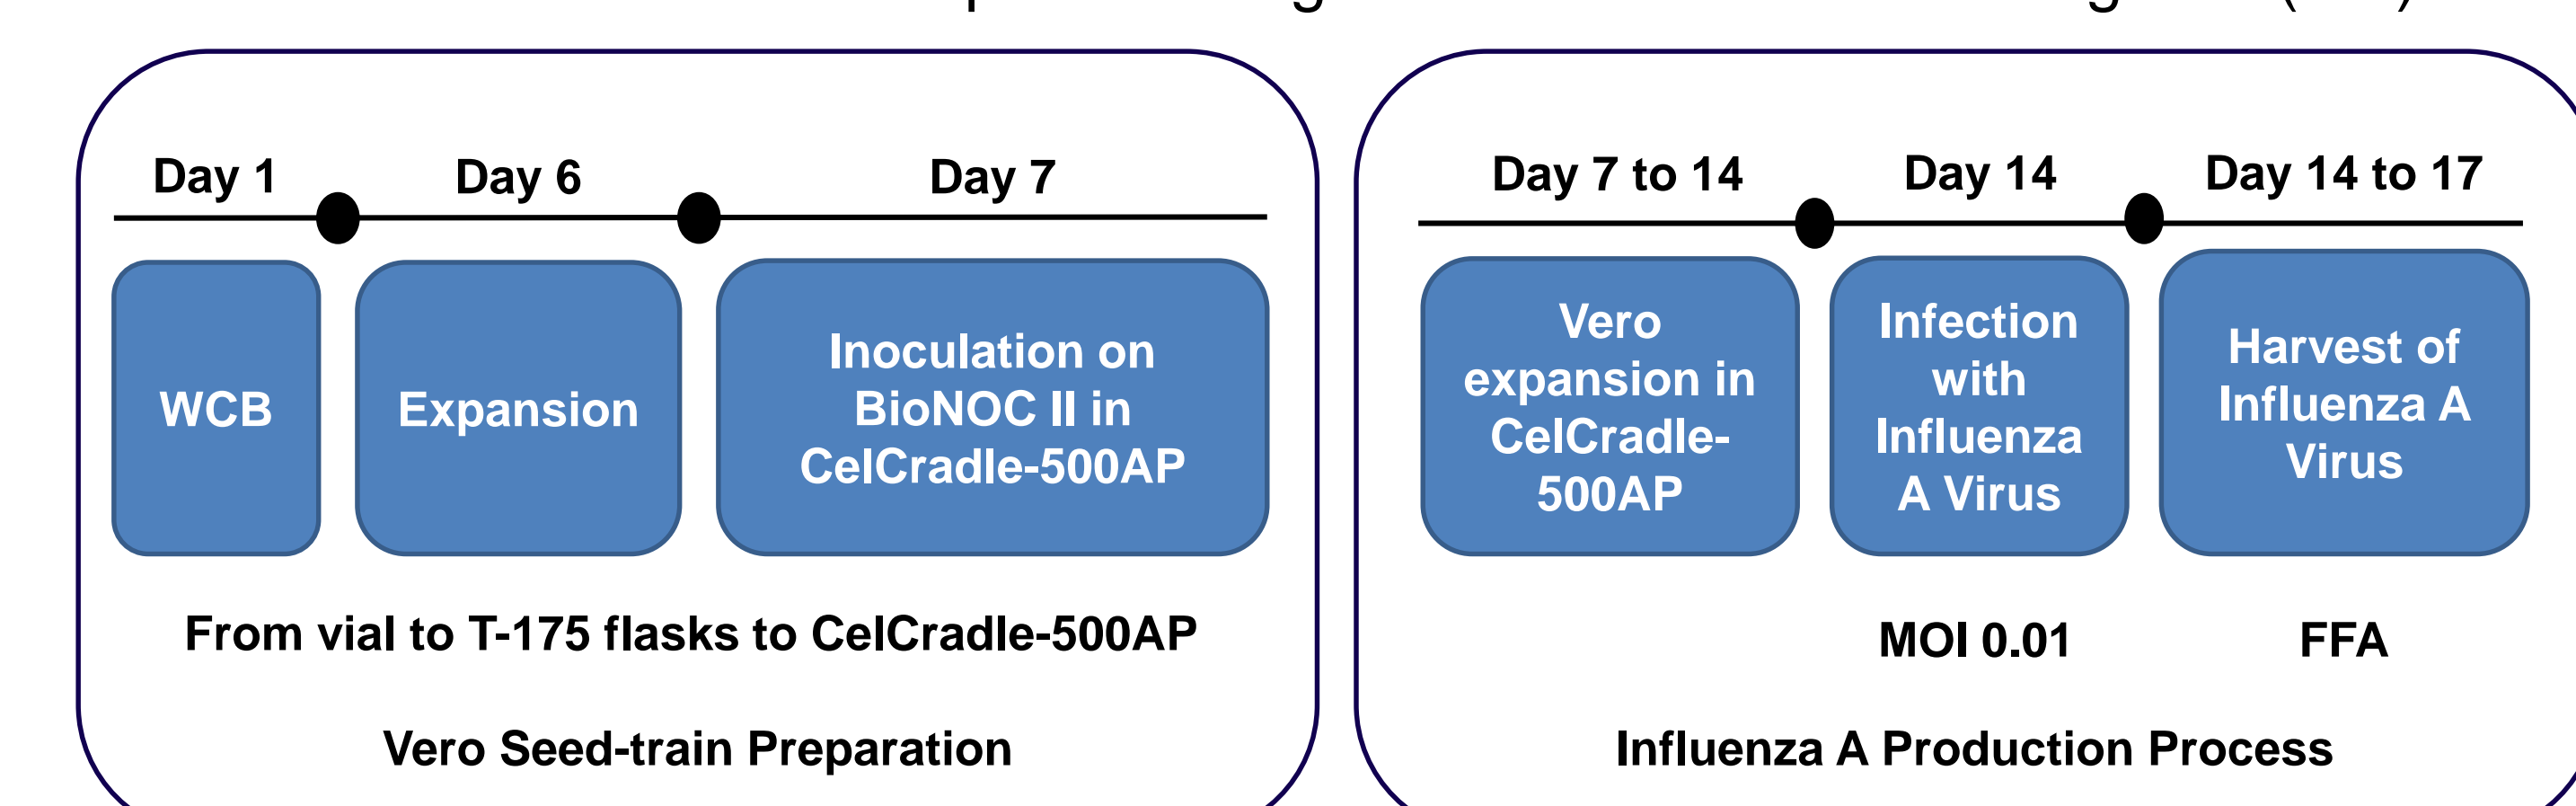 Day 1
Day 6
Day 7
WCB
Expansion
Inoculation on
BioNOC II in
CelCradle-500AP
From vial to T-175 flasks to CelCradle-500AP
Vero Seed-train Preparation
Day 7 to 14
Day 14
Day 14 to 17
Vero
expansion in
CelCradle-
500AP
Infection
with
Influenza
A Virus
Harvest of
Influenza A
Virus
MOI 0.01
FFA
Influenza A Production Process